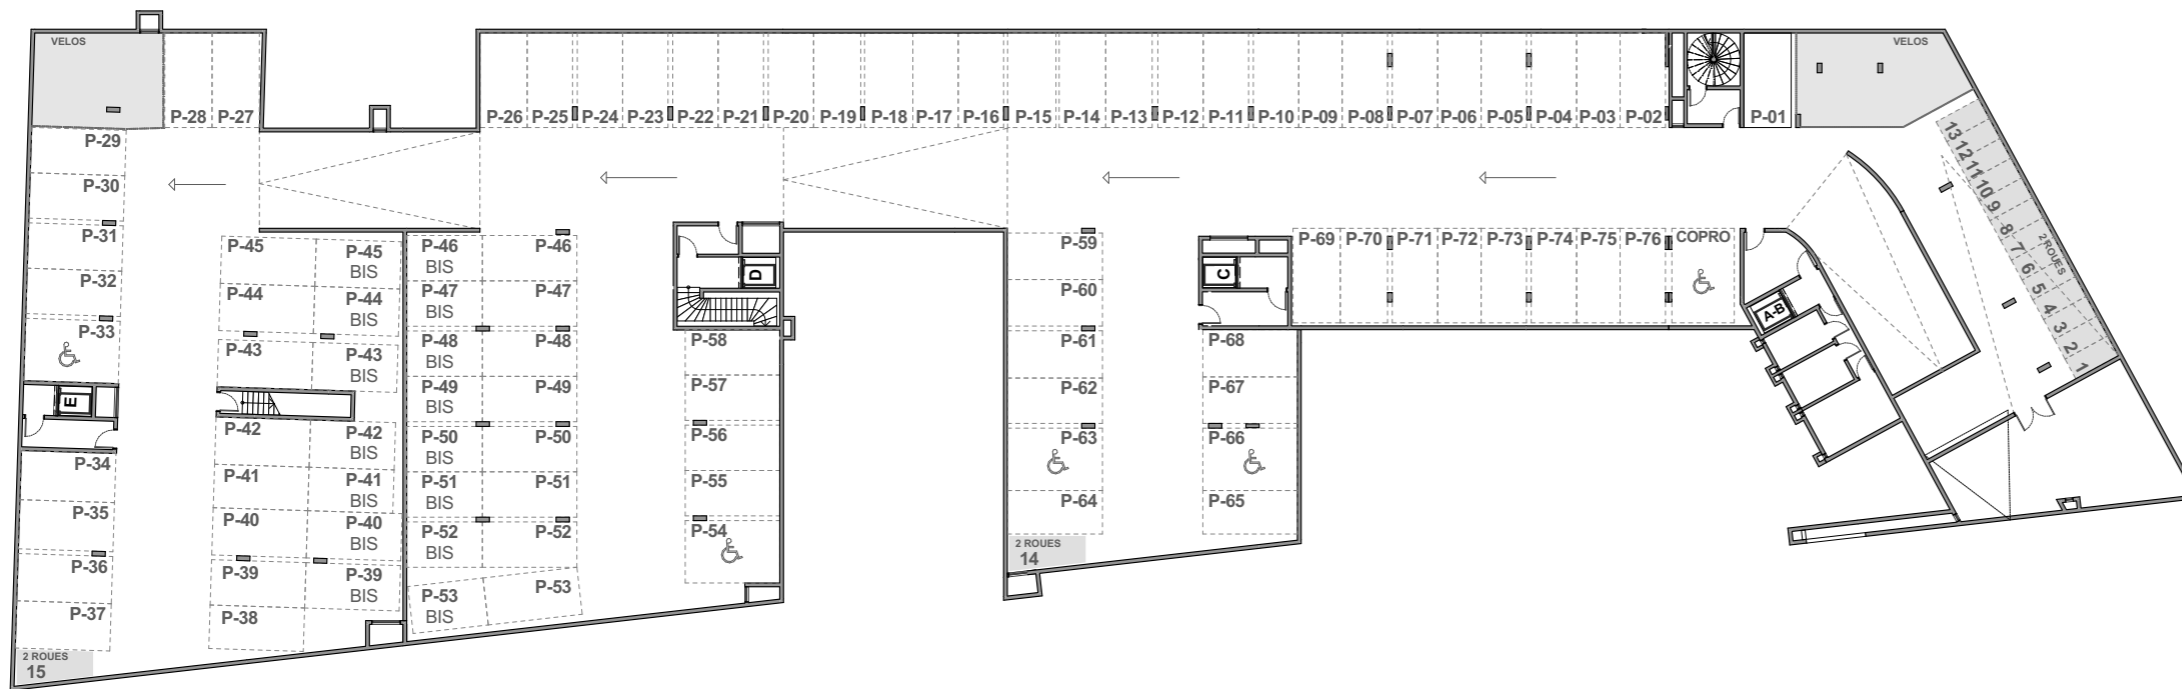 VELOS
VELOS
P-28
P-27
P-26
P-25
P-24
P-23
P-22
P-21
P-20
P-19
P-18
P-17
P-16
P-15
P-14
P-13
P-12
P-11
P-10
P-09
P-08
P-07
P-06
P-05
P-04
P-03
P-02
P-01
P-29
P-30
P-31
P-32
P-33
E
P-34
P-35
P-36
P-37
2 ROUES
15
P-45
P-44
P-43
P-42
P-41
P-40
P-39
P-38
P-45
BIS
P-44
BIS
P-43
BIS
P-42
BIS
P-41
BIS
P-40
BIS
P-39
BIS
P-46
BIS
P-47
BIS
P-48
BIS
P-49
BIS
P-50
BIS
P-51
BIS
P-52
BIS
P-53
BIS
P-46
P-47
P-48
P-49
P-50
P-51
P-52
P-53
D
P-58
P-57
P-56
P-55
P-54
P-59
P-60
P-61
P-62
P-63
P-64
2 ROUES
14
C
P-68
P-67
P-66
P-65
P-69
P-70
P-71
P-72
P-73
P-74
P-75
P-76
COPRO
A-B
13
12
11
10
9
8
7
6
5
4
3
2
1
2 ROUES